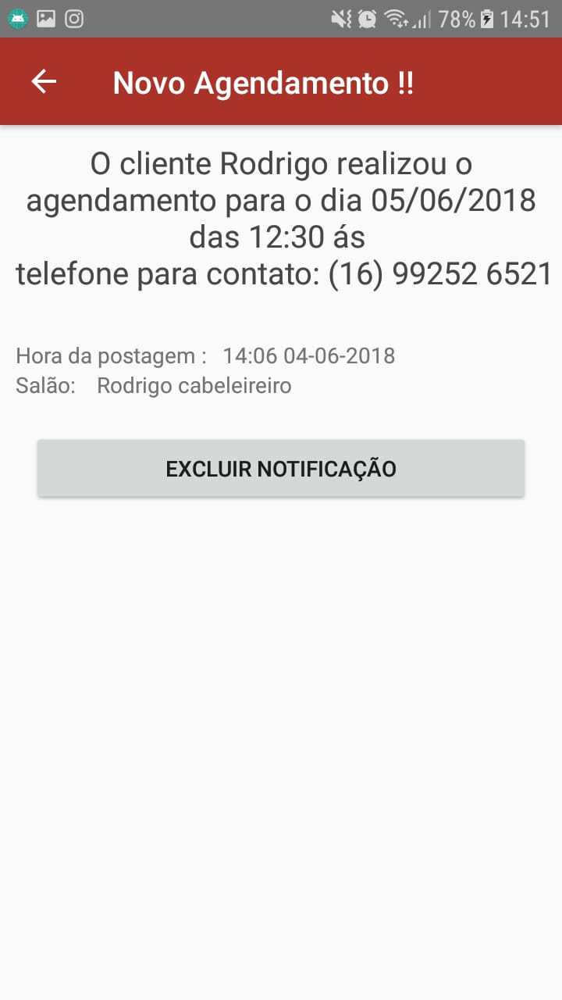 78% 14:51
Novo Agendamento !!
O cliente Rodrigo realizou o
agendamento para o dia 05/06/2018
das 12:30 ás
telefone para contato: (16) 99252 6521
Hora da postagem : 14:06 04-06-2018
Salão: Rodrigo cabeleireiro
EXCLUIR NOTIFICAÇÃO